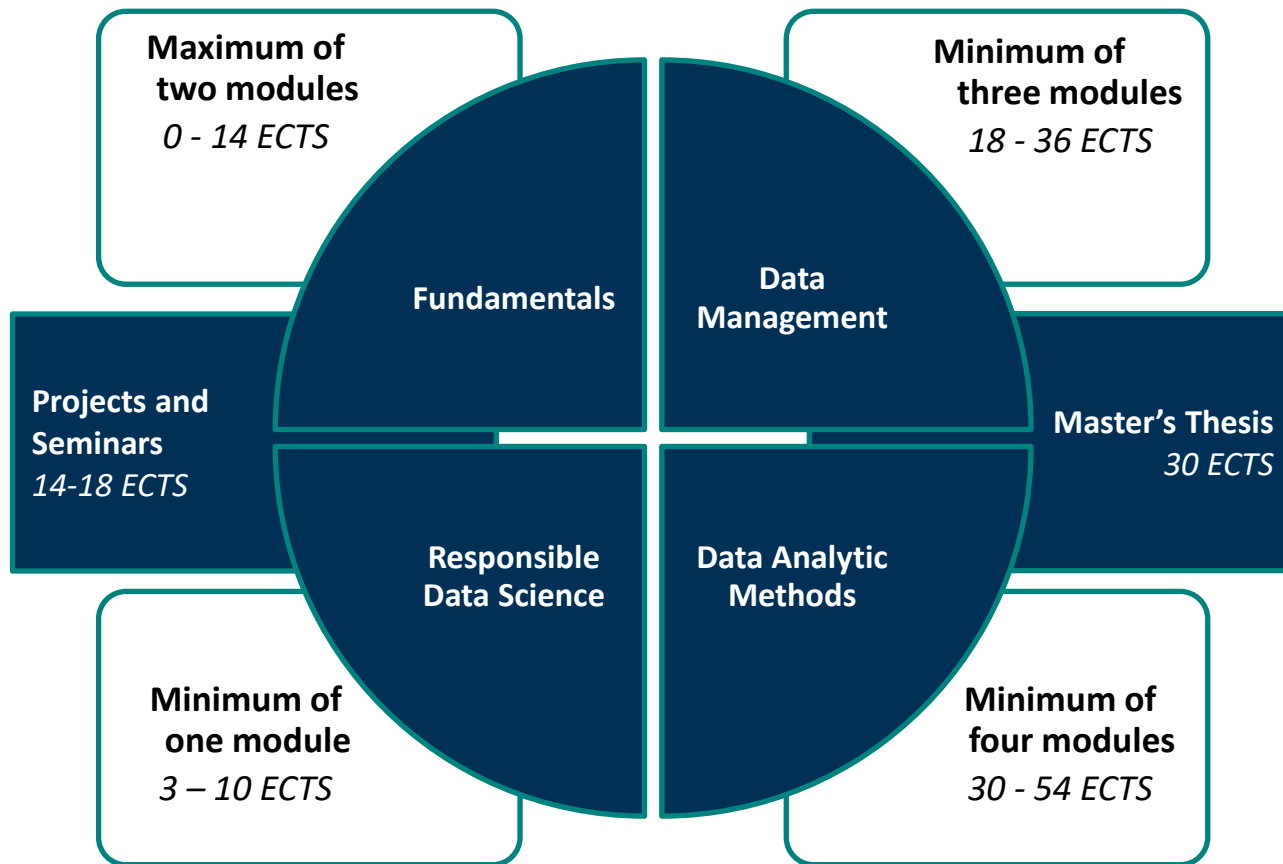 Maximum of
two modules
0 - 14 ECTS
Minimum of
three modules
18 - 36 ECTS
Fundamentals
Data
Management
Projects and
Seminars
14-18 ECTS
Master’s Thesis
30 ECTS
Responsible
Data Science
Data Analytic
Methods
Minimum of
one module
3 – 10 ECTS
Minimum of
four modules
30 - 54 ECTS